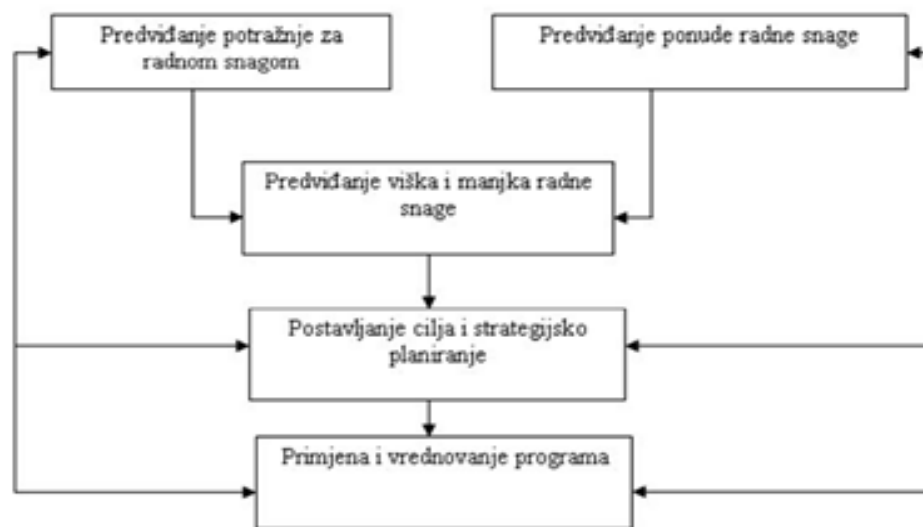 Predviđanje potražnje za
radnom snagom
Predviđanje ponude radne snage
Predviđanje viška i manjka radne
snage
Postavljanje cilja i strategijsko
planiranje
Primjena i vrednovanje programa